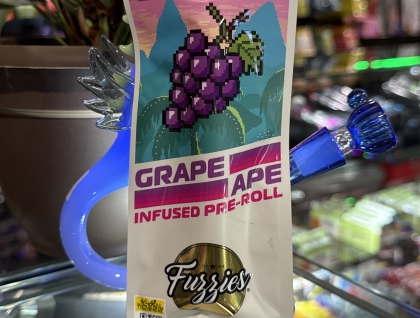 GRAPE
APE
INFUSED PRE-ROLL
Fuzzies